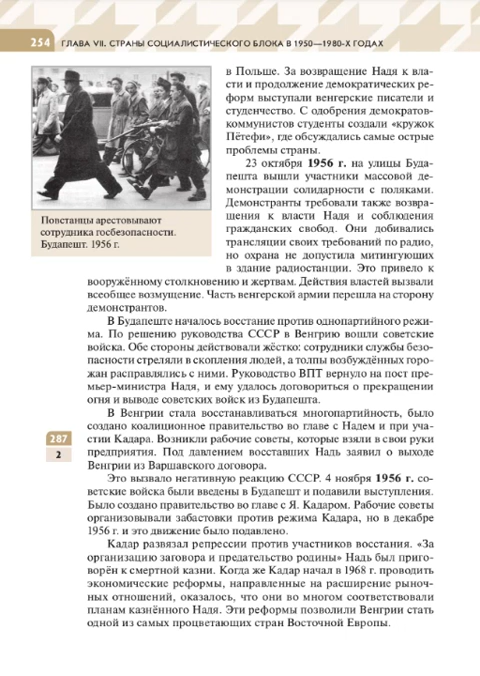 254 ГЛАВА VII. СТРАНЫ СОЦИАЛИСТИЧЕСКОГО БЛОКА В 1950—1980-Х ГОДАХ
Повстанцы арестовывают
сотрудника госбезопасности.
Будапешт. 1956 г.
в Польше. За возвращение Надя к вла-
сти и продолжение демократических ре-
форм выступали венгерские писатели и
студенчество. С одобрения демократов-
коммунистов студенты создали «кружок
Пётефи», где обсуждались самые острые
проблемы страны.
23 октября 1956 г. на улицы Буда-
пешта вышли участники массовой де-
монстрации солидарности с поляками.
Демонстранты требовали также возвра-
щения к власти Надя и соблюдения
гражданских свобод. Они добивались
трансляции своих требований по радио,
но охрана не допустила митингующих
в здание радиостанции. Это привело к
вооружённому столкновению и жертвам. Действия властей вызвали
всеобщее возмущение. Часть венгерской армии перешла на сторону
демонстрантов.
В Будапеште началось восстание против однопартийного режи-
ма. По решению руководства СССР в Венгрию вошли советские
войска. Обе стороны действовали жёстко: сотрудники службы безо-
пасности стреляли в скопления людей, а толпы возбуждённых горо-
жан расправлялись с ними. Руководство ВПТ вернуло на пост пре-
мьер-министра Надя, и ему удалось договориться о прекращении
огня и выводе советских войск из Будапешта.
В Венгрии стала восстанавливаться многопартийность, было
создано коалиционное правительство во главе с Надем и при уча-
стии Кадара. Возникли рабочие советы, которые взяли в свои руки
предприятия. Под давлением восставших Надь заявил о выходе
Венгрии из Варшавского договора.
287
2
Это вызвало негативную реакцию СССР. 4 ноября 1956 г. со-
ветские войска были введены в Будапешт и подавили выступления.
Было создано правительство во главе с Я. Кадаром. Рабочие советы
организовывали забастовки против режима Кадара, но в декабре
1956 г. и это движение было подавлено.
Кадар развязал репрессии против участников восстания. «За
организацию заговора и предательство родины» Надь был приго-
ворён к смертной казни. Когда же Кадар начал в 1968 г. проводить
экономические реформы, направленные на расширение рыноч-
ных отношений, оказалось, что они во многом соответствовали
планам казнённого Надя. Эти реформы позволили Венгрии стать
одной из самых процветающих стран Восточной Европы.